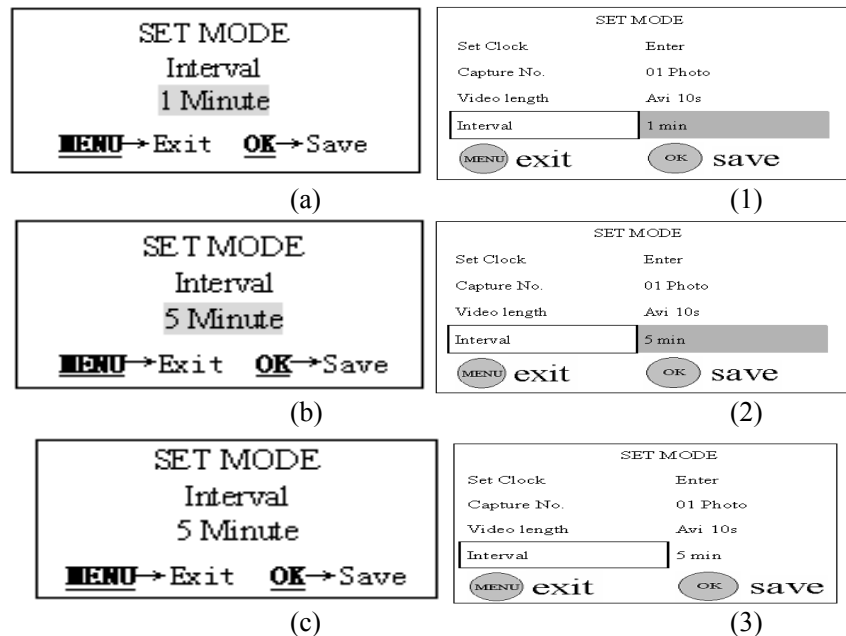 SET MODE
Interval
1 Minute
MENU→Exit OK→Save
(a)
SET MODE
Set Clock Enter
Capture No. 01 Photo
Video length Avi 10s
Interval 1 min
MENU exit OK save
(1)
SET MODE
Interval
5 Minute
MENU→Exit OK→Save
(b)
SET MODE
Set Clock Enter
Capture No. 01 Photo
Video length Avi 10s
Interval 5 min
MENU exit OK save
(2)
SET MODE
Interval
5 Minute
MENU→Exit OK→Save
(c)
SET MODE
Set Clock Enter
Capture No. 01 Photo
Video length Avi 10s
Interval 5 min
MENU exit OK save
(3)